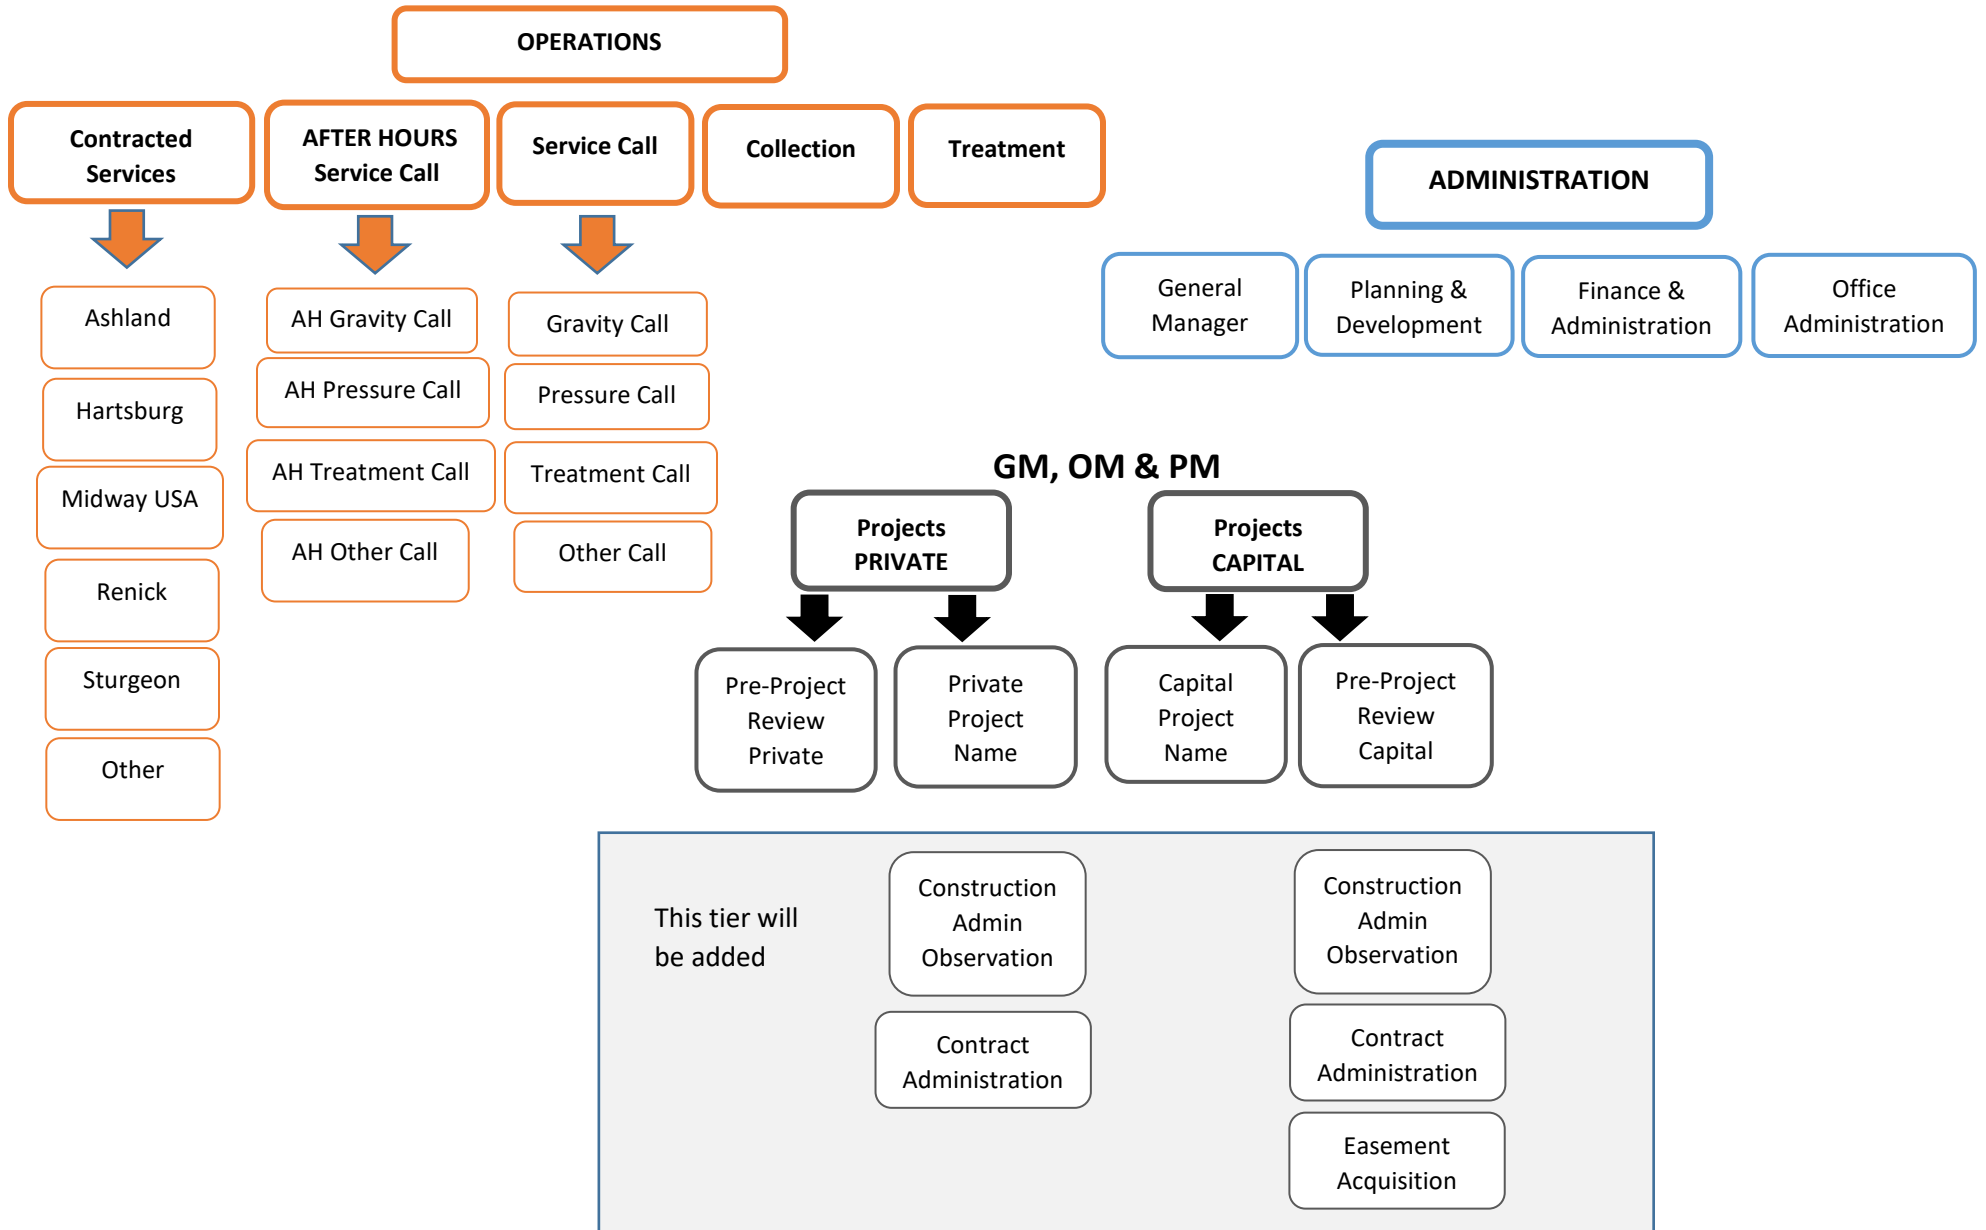 OPERATIONS
Contracted
Services
AFTER HOURS
Service Call
Service Call
Collection
Treatment
Ashland
Hartsburg
Midway USA
Renick
Sturgeon
Other
AH Gravity Call
AH Pressure Call
AH Treatment Call
AH Other Call
Gravity Call
Pressure Call
Treatment Call
Other Call
ADMINISTRATION
General
Manager
Planning &
Development
Finance &
Administration
Office
Administration
GM, OM & PM
Projects
PRIVATE
Projects
CAPITAL
Pre-Project
Review
Private
Private
Project
Name
Capital
Project
Name
Pre-Project
Review
Capital
This tier will
be added
Construction
Admin
Observation
Contract
Administration
Construction
Admin
Observation
Contract
Administration
Easement
Acquisition